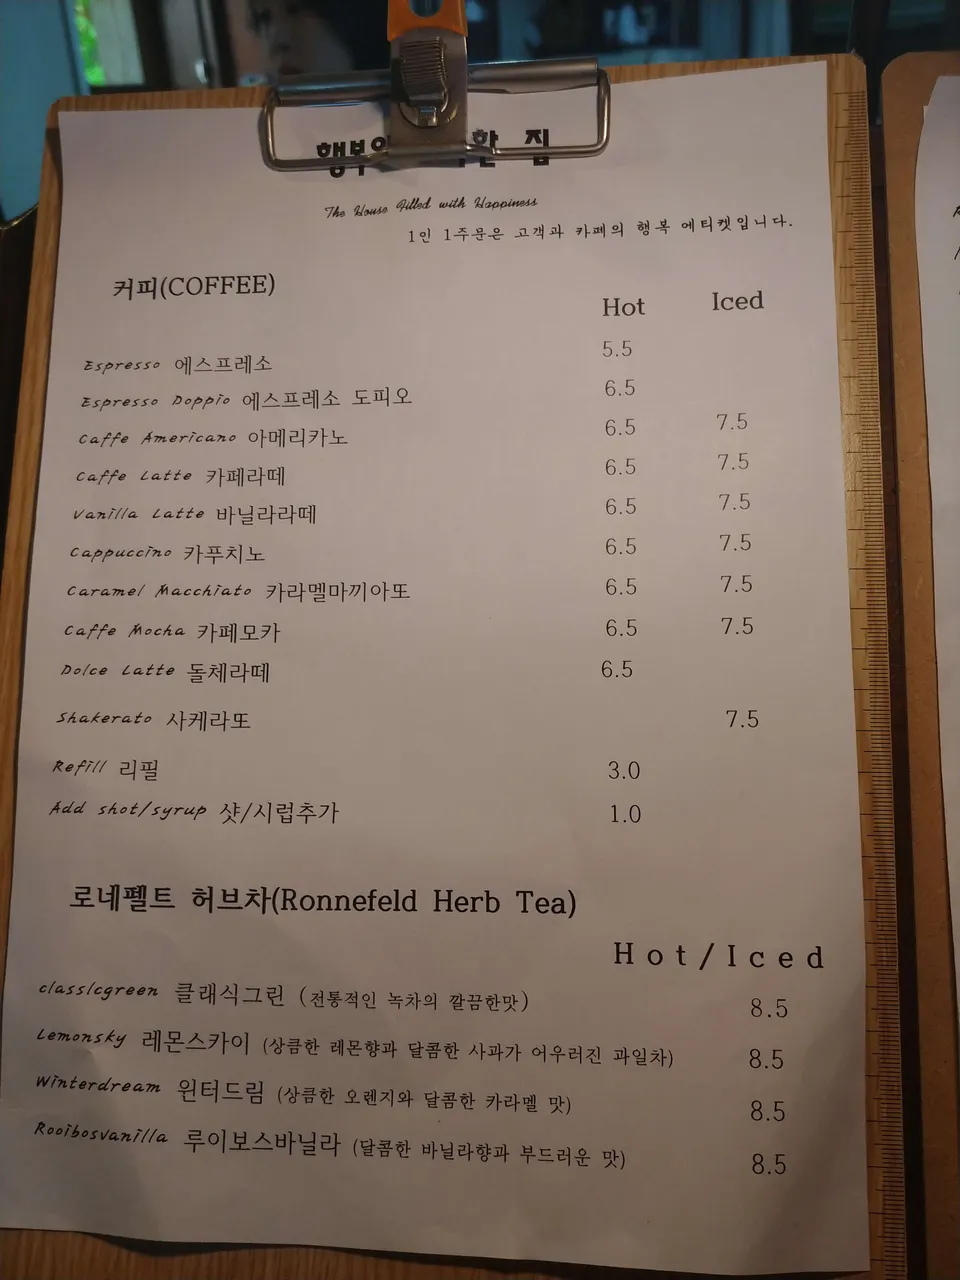 집
The House Filled with Happiness
1인 1주문은 고객과 카페의 행복 에티켓입니다.
커피(COFFEE)
Hot Iced
Espresso 에스프레소 5.5
Espresso Doppio 에스프레소 도피오 6.5
Caffe Americano 아메리카노 6.5 7.5
Caffe Latte 카페라떼 6.5 7.5
Vanilla Latte 바닐라라떼 6.5 7.5
Cappuccino 카푸치노 6.5 7.5
Caramel Macchiato 카라멜마끼아또 6.5 7.5
Caffe Mocha 카페모카 6.5 7.5
Dolce Latte 돌체라떼 6.5
Shakerato 사케라또 7.5
Refill 리필 3.0
Add shot/syrup 샷/시럽추가 1.0
로네펠트 허브차(Ronnefeld Herb Tea)
Hot/Iced
classicgreen 클래식그린 (전통적인 녹차의 깔끔한맛) 8.5
Lemonsky 레몬스카이 (상큼한 레몬향과 달콤한 사과가 어우러진 과일차) 8.5
Winterdream 윈터드림 (상큼한 오렌지와 달콤한 카라멜 맛) 8.5
Rooibosvanilla 루이보스바닐라 (달콤한 바닐라향과 부드러운 맛) 8.5